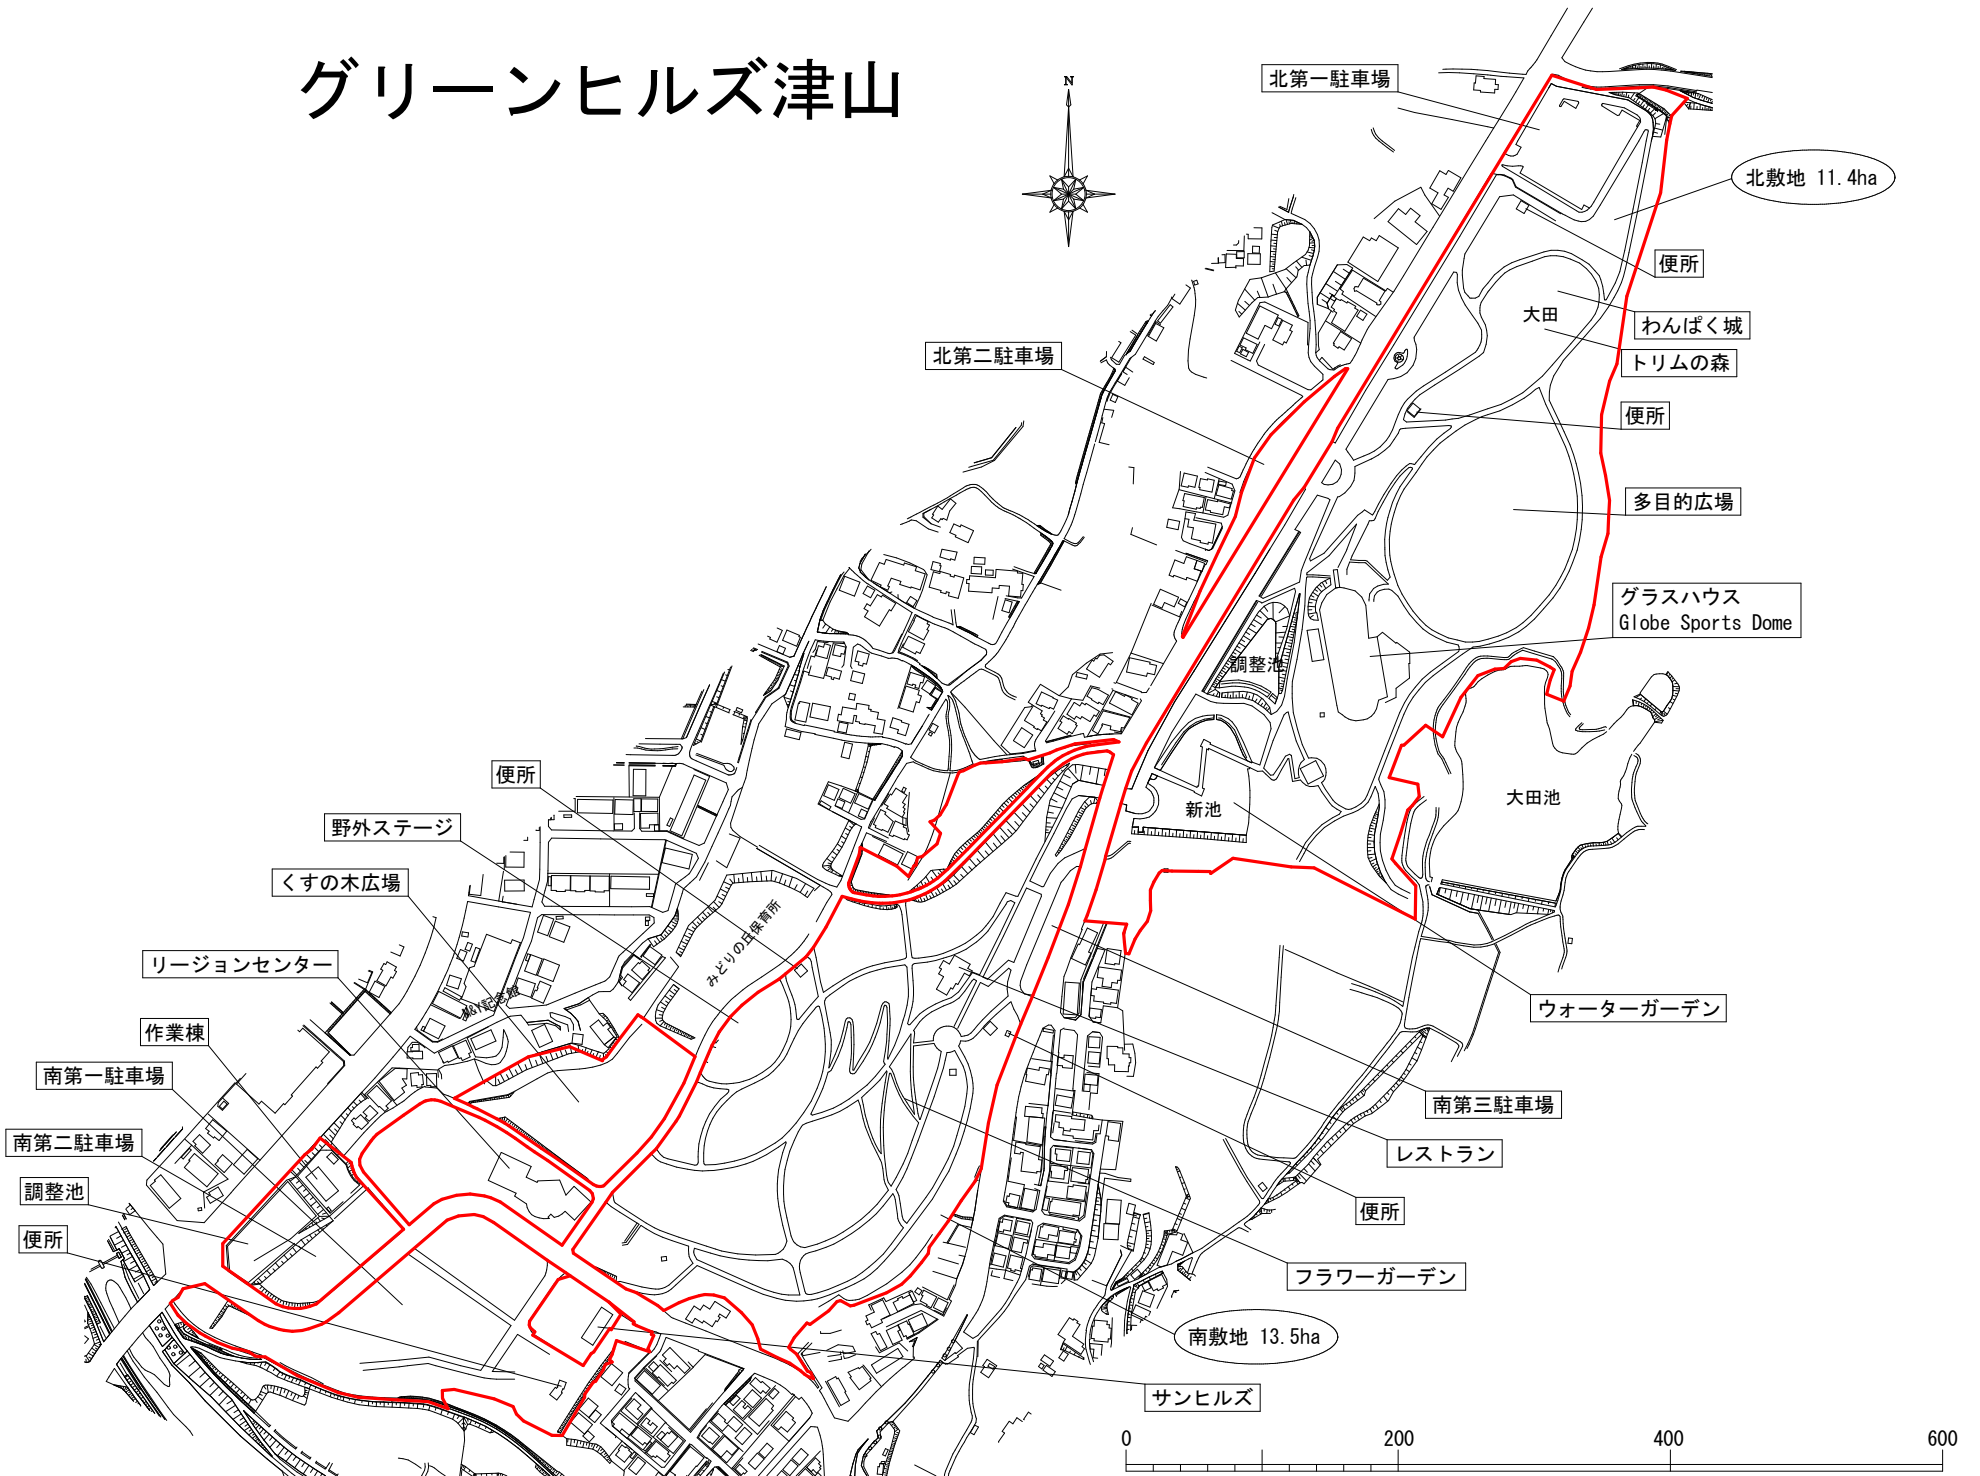 グリーンヒルズ津山
N
北第一駐車場
北敷地 11.4ha
便所
大田
わんぱく城
トリムの森
北第二駐車場
便所
多目的広場
グラスハウス
Globe Sports Dome
調整池
便所
新池
大田池
野外ステージ
くすの木広場
みどりの丘保育所
リージョンセンター
M&Y記念館
ウォーターガーデン
作業棟
南第一駐車場
南第三駐車場
南第二駐車場
レストラン
調整池
便所
便所
フラワーガーデン
南敷地 13.5ha
サンヒルズ
0 200 400 600